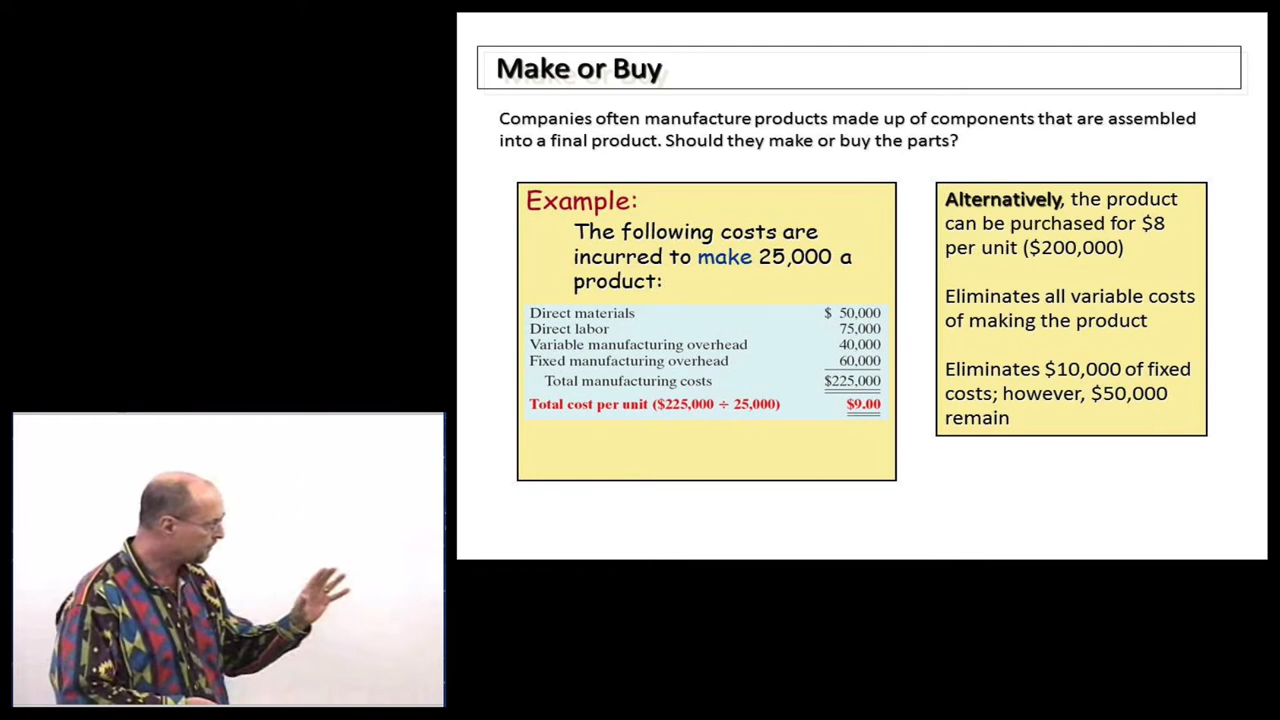 Make or Buy
Companies often manufacture products made up of components that are assembled
into a final product. Should they make or buy the parts?
Example:
The following costs are
incurred to make 25,000 a
product:
Direct materials $ 50,000
Direct labor 75,000
Variable manufacturing overhead 40,000
Fixed manufacturing overhead 60,000
Total manufacturing costs $225,000
Total cost per unit ($225,000 ÷ 25,000) $9.00
Alternatively, the product
can be purchased for $8
per unit ($200,000)
Eliminates all variable costs
of making the product
Eliminates $10,000 of fixed
costs; however, $50,000
remain